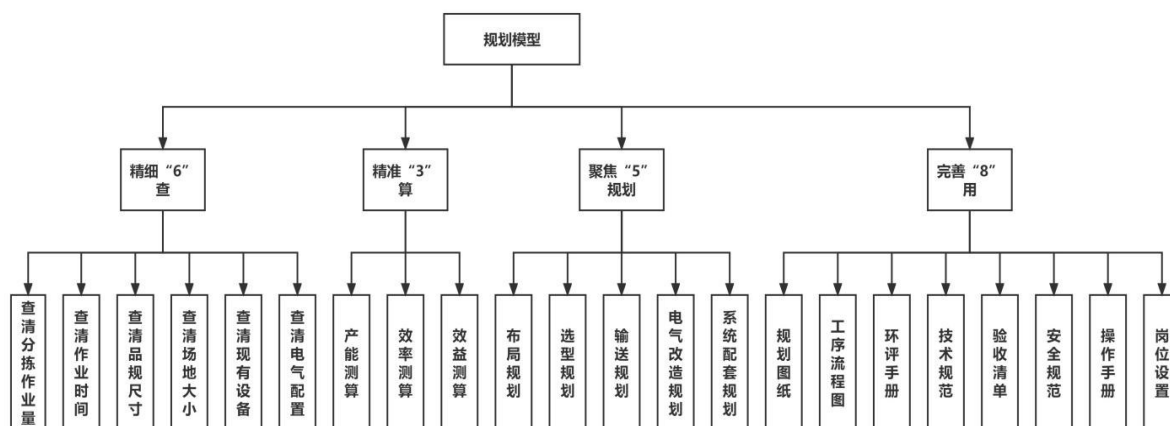 规划模型
精细“6”
查
精准“3”
算
聚焦“5”
规划
完善“8”
用
查清分拣作业量
查清作业时间
查清品规尺寸
查清场地大小
查清现有设备
查清电气配置
产能测算
效率测算
效益测算
布局规划
选型规划
输送规划
电气改造规划
系统配套规划
规划图纸
工序流程图
环评手册
技术规范
验收清单
安全规范
操作手册
岗位设置